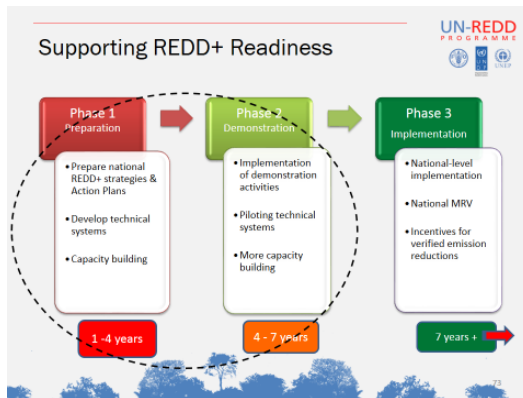 UN-REDD
PROGRAMME
Supporting REDD+ Readiness
Phase 1
Preparation
• Prepare national
REDD+ strategies &
Action Plans
• Develop technical
systems
• Capacity building
1 -4 years
Phase 2
Demonstration
• Implementation
of demonstration
activities
• Piloting technical
systems
• More capacity
building
4 - 7 years
Phase 3
Implementation
• National-level
implementation
• National MRV
• Incentives for
verified emission
reductions
7 years +
73